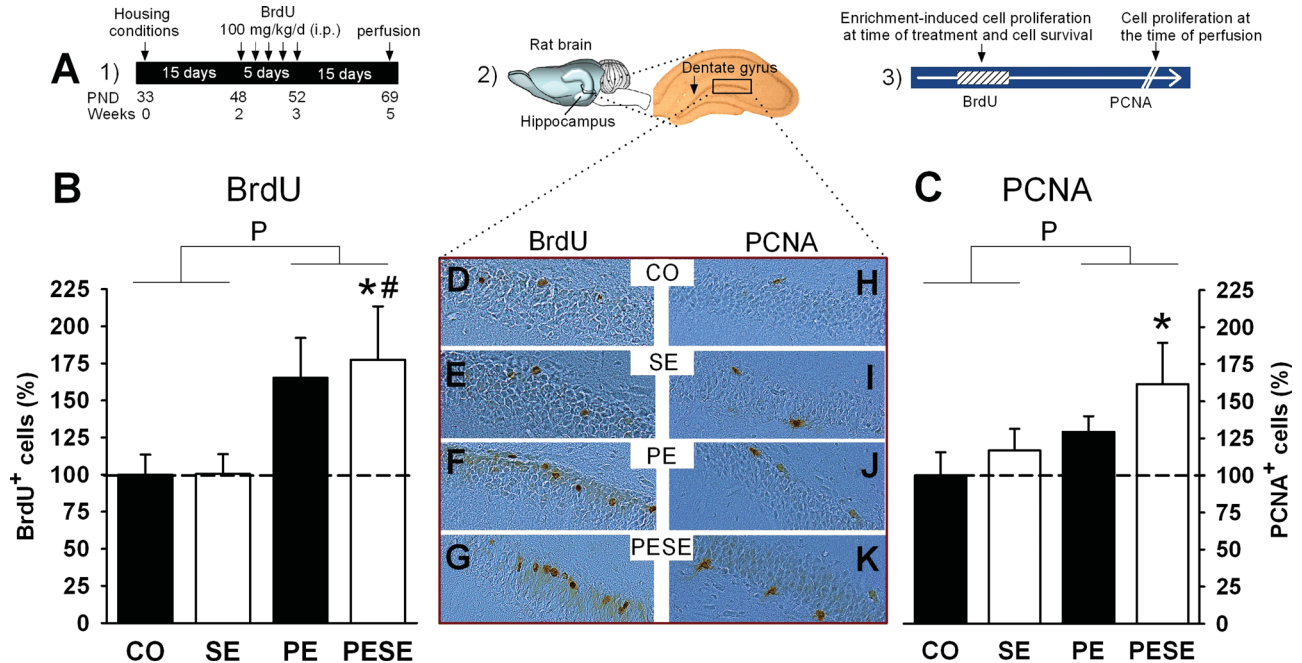 A
1)
Housing
conditions
BrdU
100 mg/kg/d (i.p.)
perfusion
15 days
5 days
15 days
PND
33
48
52
69
Weeks
0
2
3
5
2)
Rat brain
Hippocampus
Dentate gyrus
3)
Enrichment-induced cell proliferation
at time of treatment and cell survival
Cell proliferation at
the time of perfusion
BrdU
PCNA
B
BrdU
P
*#
BrdU+ cells (%)
225
200
175
150
125
100
75
50
25
0
CO
SE
PE
PESE
BrdU
PCNA
D
CO
H
E
SE
I
F
PE
J
G
PESE
K
C
PCNA
P
*
225
200
175
150
125
100
75
50
25
0
PCNA+ cells (%)
CO
SE
PE
PESE